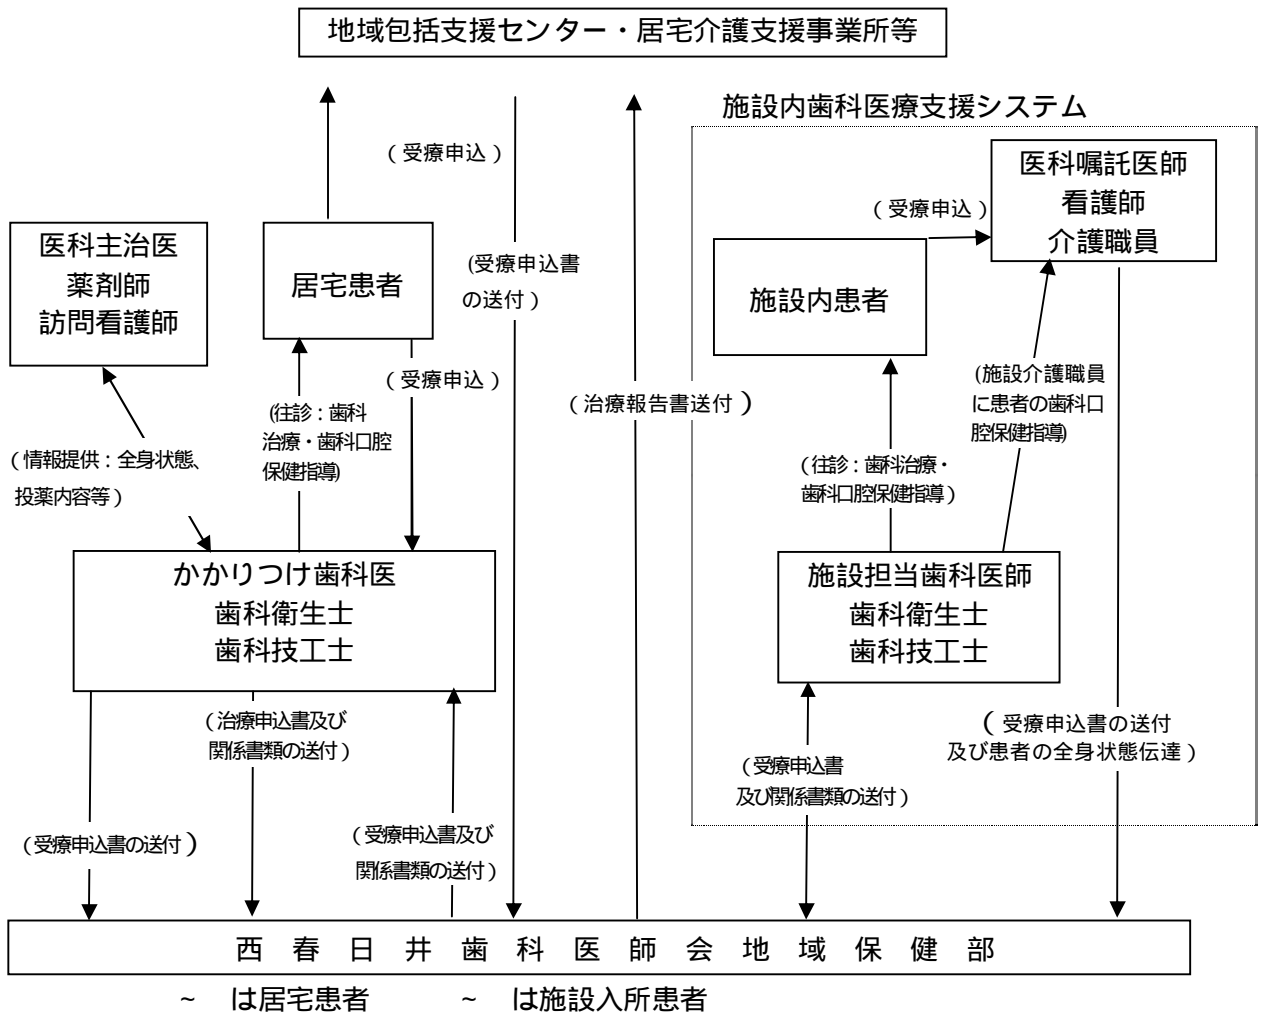 地域包括支援センター・居宅介護支援事業所等
施設内歯科医療支援システム
（受療申込）
医科嘱託医師
看護師
介護職員
（受療申込）
医科主治医
薬剤師
訪問看護師
居宅患者
(受療申込書
の送付）
施設内患者
（受療申込）
（治療報告書送付）
(往診：歯科
治療・歯科口腔
保健指導)
(施設介護職員
に患者の歯科口
腔保健指導)
（情報提供：全身状態、
投薬内容等）
（往診：歯科治療・
歯科口腔保健指導）
かかりつけ歯科医
歯科衛生士
歯科技工士
施設担当歯科医師
歯科衛生士
歯科技工士
（治療申込書及び
関係書類の送付）
（受療申込書の送付
及び患者の全身状態伝達）
（受療申込書
及び関係書類の送付）
（受療申込書の送付）
（受療申込書及び
関係書類の送付）
西春日井歯科医師会地域保健部
～　は居宅患者　　～　は施設入所患者